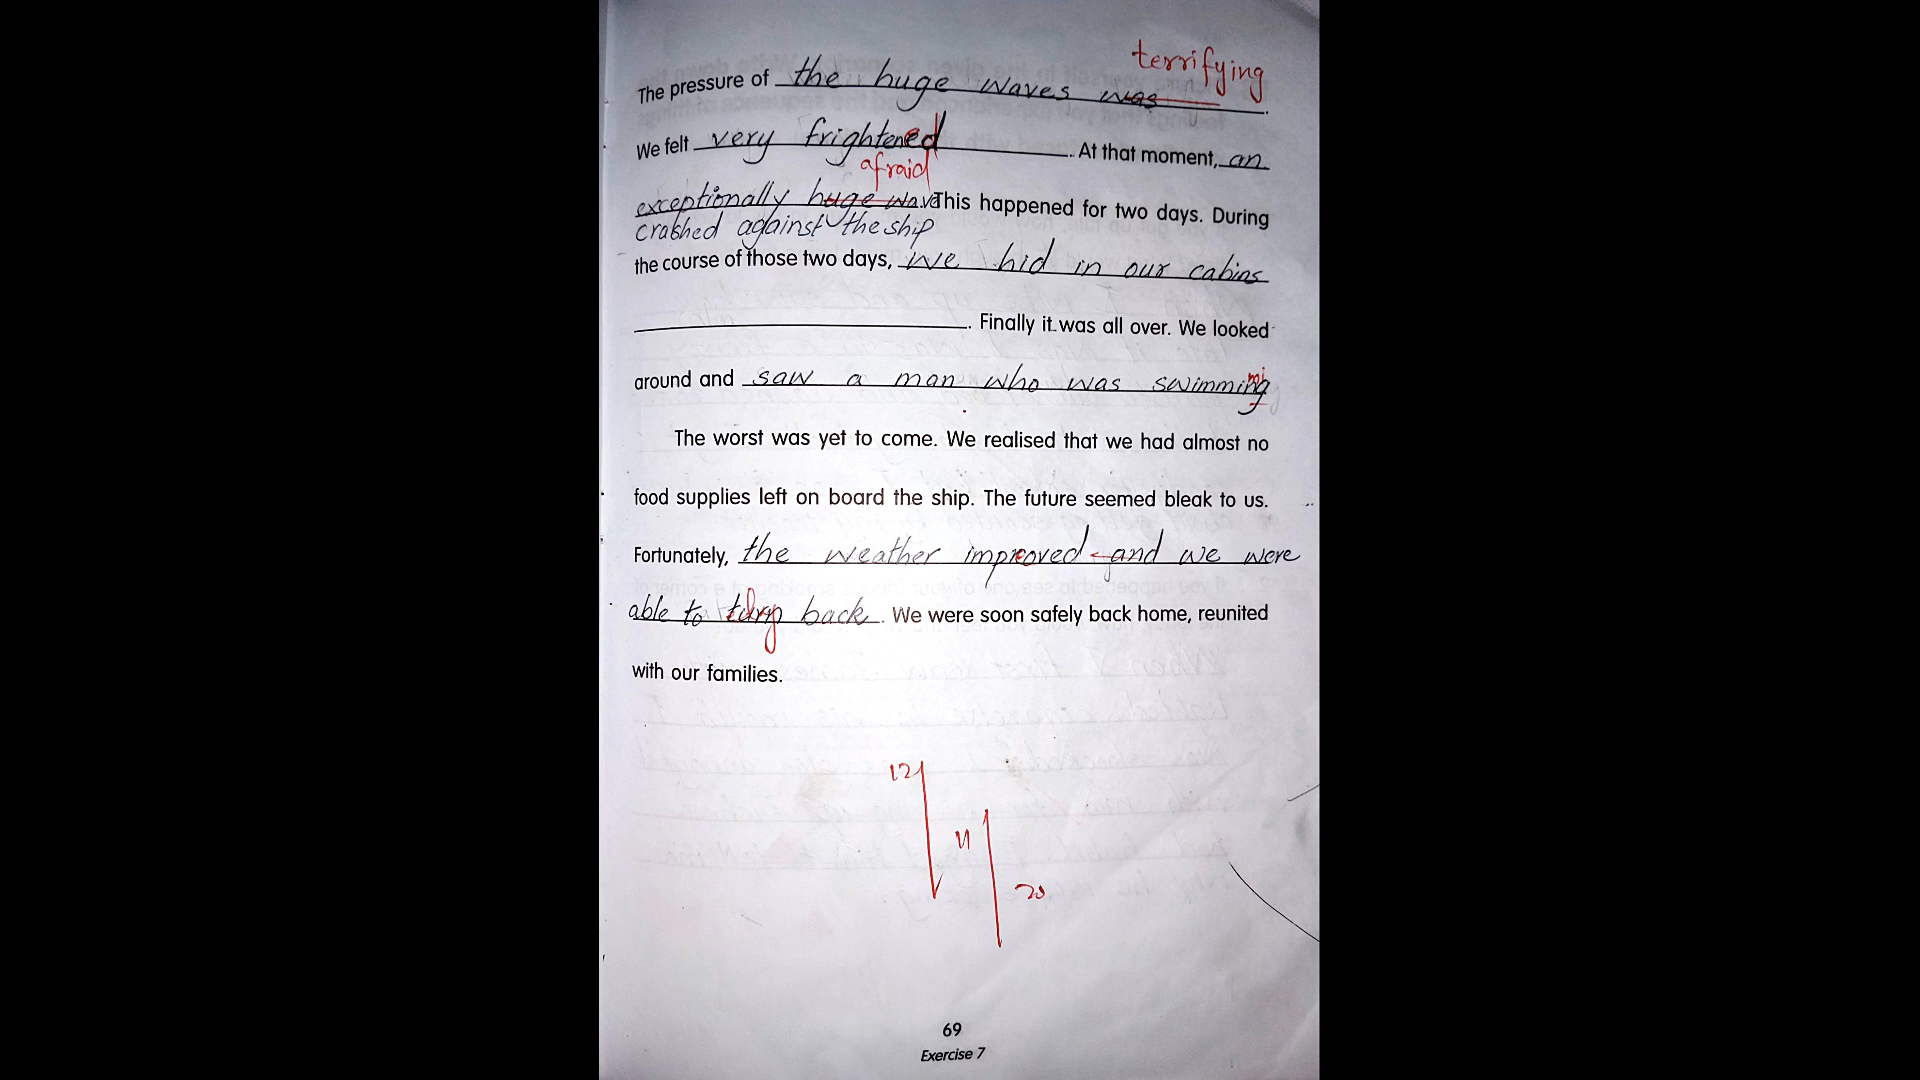 terrifying
The pressure of the huge waves was .
We felt very frightened . At that moment, an
afraid
exceptionally huge wave This happened for two days. During
crashed against the ship
the course of those two days, we hid in our cabins
. Finally it was all over. We looked
around and saw a man who was swimming
The worst was yet to come. We realised that we had almost no
food supplies left on board the ship. The future seemed bleak to us.
Fortunately, the weather improved and we were
able to turn back . We were soon safely back home, reunited
with our families.
12
11
20
69
Exercise 7